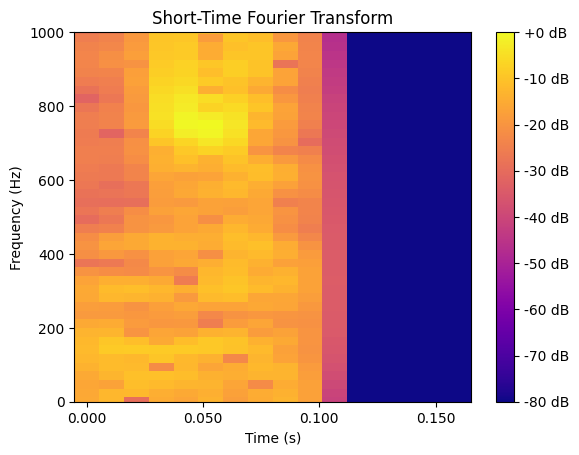 Short-Time Fourier Transform
1000
800
600
400
200
0
Frequency (Hz)
0.000
0.050
0.100
0.150
Time (s)
+0 dB
-10 dB
-20 dB
-30 dB
-40 dB
-50 dB
-60 dB
-70 dB
-80 dB